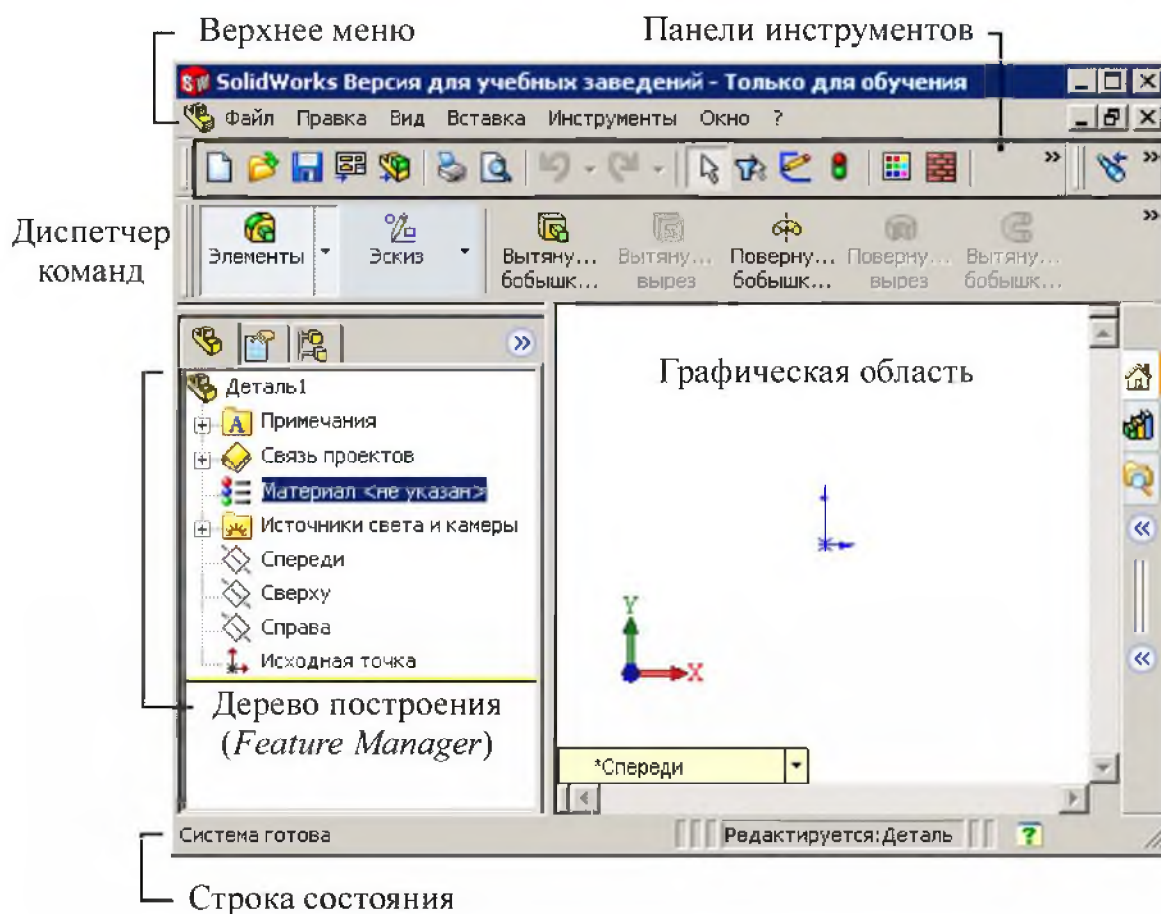 Верхнее меню
Панели инструментов
SolidWorks Версия для учебных заведений - Только для обучения
Файл Правка Вид Вставка Инструменты Окно ?
Диспетчер
команд
Элементы
Эскиз
Вытяну...
бобышк...
Вытяну...
вырез
Поверну...
бобышк...
Поверну...
вырез
Вытяну...
бобышк...
Графическая область
Деталь1
Примечания
Связь проектов
Материал <не указан>
Источники света и камеры
Спереди
Сверху
Справа
Исходная точка
Дерево построения
(Feature Manager)
Y
X
*Спереди
Система готова
Редактируется:Деталь
Строка состояния